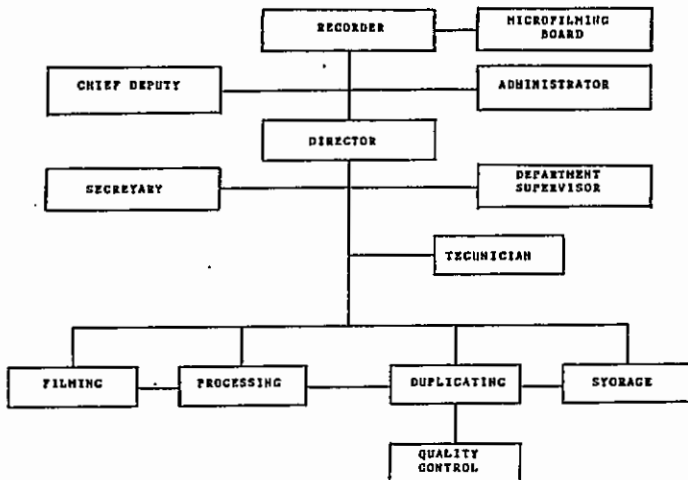 RECORDER
MICROFILMING
BOARD
CHIEF DEPUTY
ADMINISTRATOR
DIRECTOR
SECRETARY
DEPARTMENT
SUPERVISOR
TECHNICIAN
FILMING
PROCESSING
DUPLICATING
STORAGE
QUALITY
CONTROL